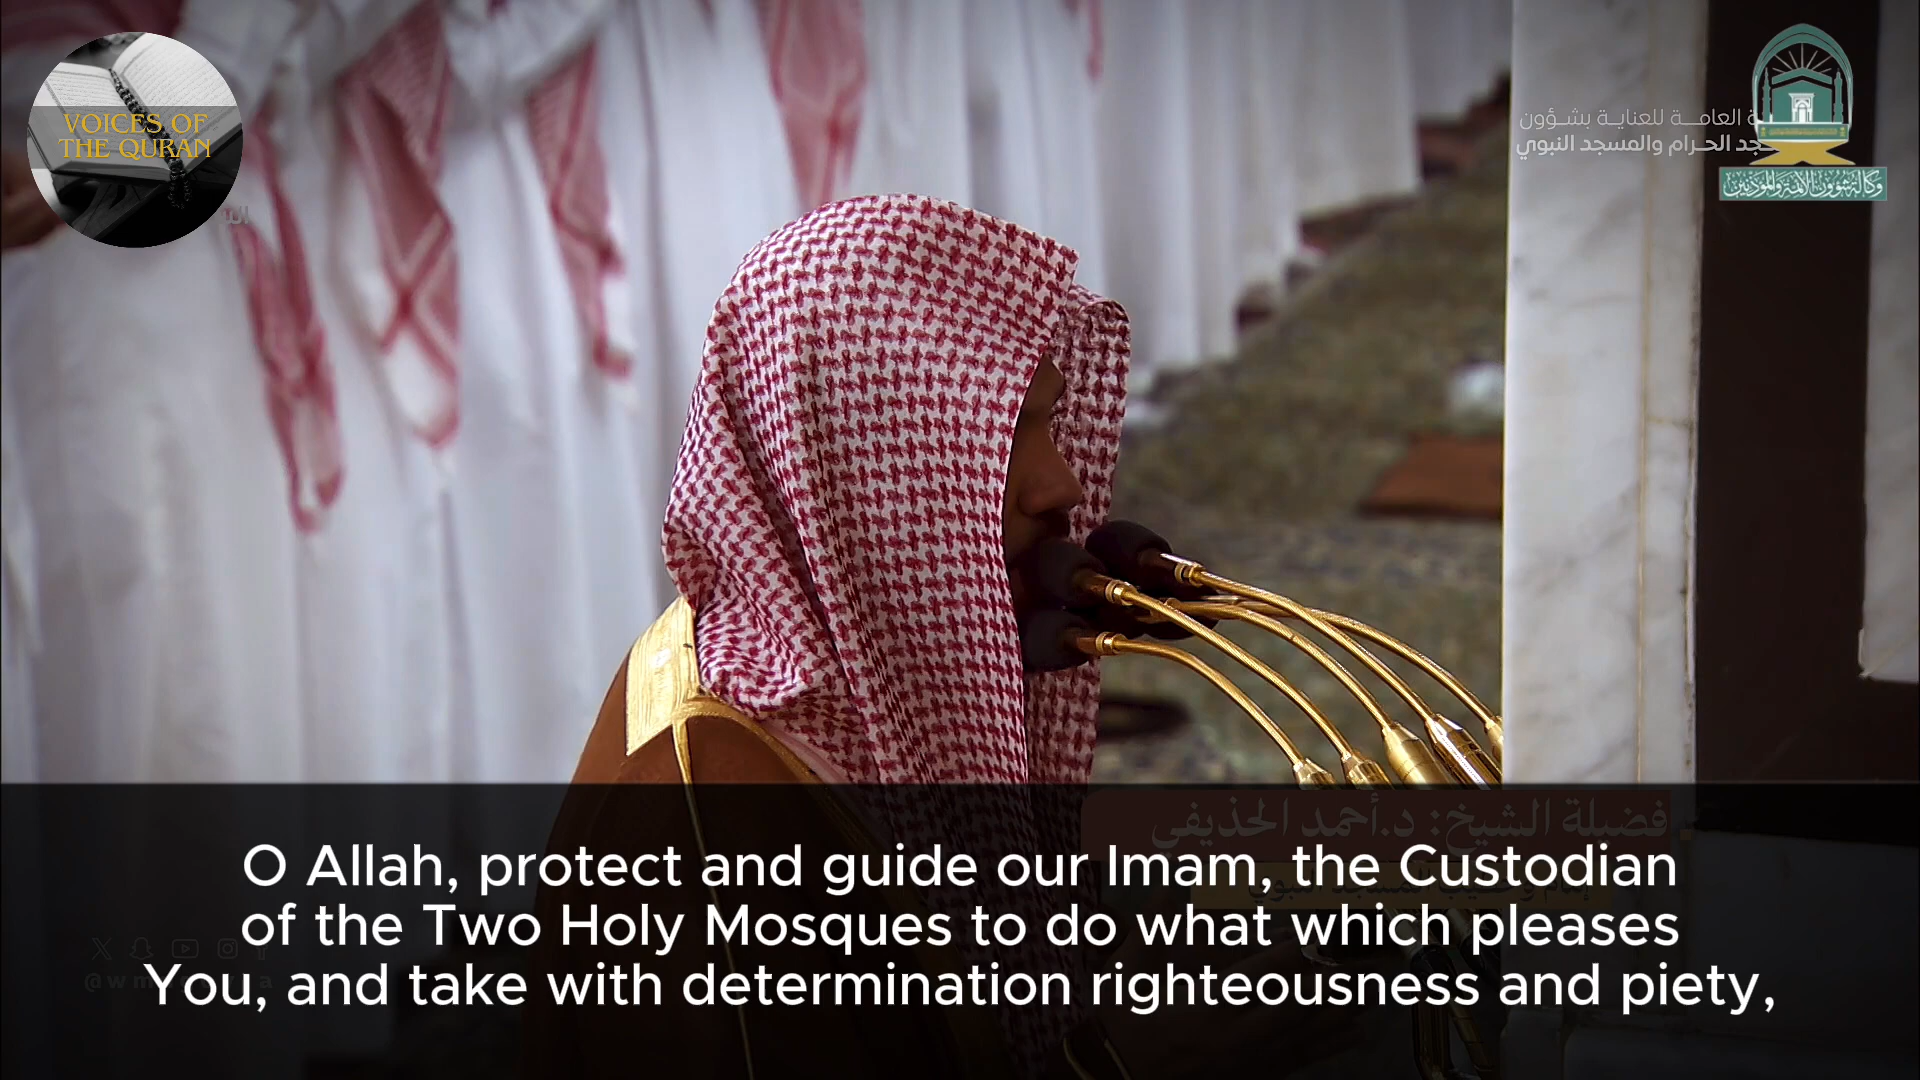 VOICES OF
THE QURAN
ة العامة للعناية بشؤون
جد الحرام والمسجد النبوي
وكالة شؤون الأئمة والمؤذنين
فضيلة الشيخ: د.أحمد الحذيفي
O Allah, protect and guide our Imam, the Custodian
of the Two Holy Mosques to do what which pleases
You, and take with determination righteousness and piety,